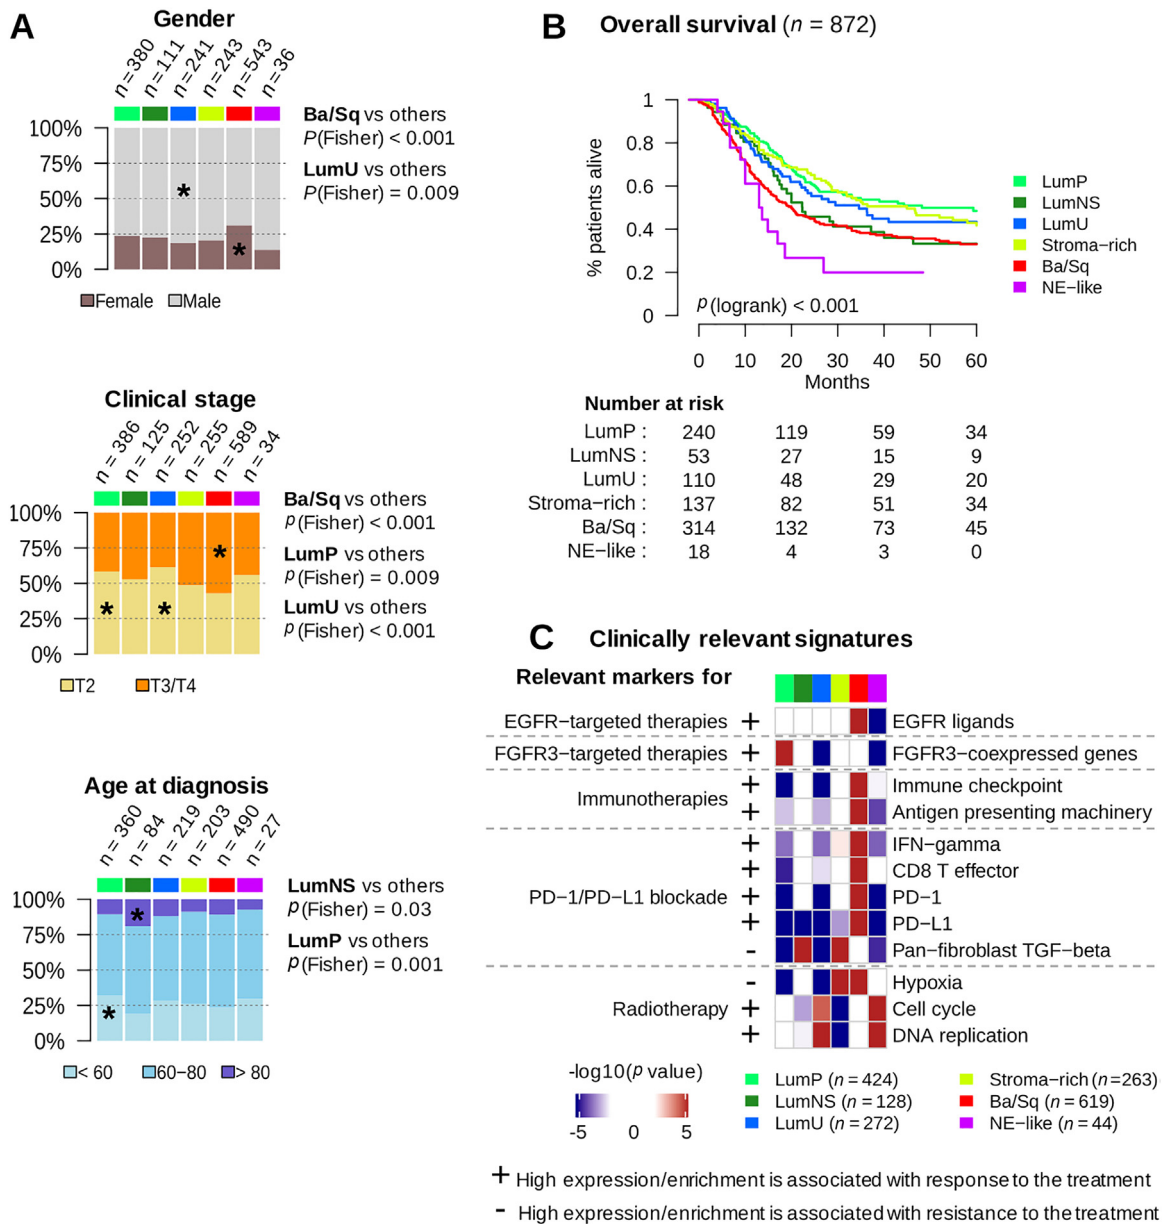 A
Gender
n=380
n=111
n=241
n=243
n=543
n=36
100%
75%
50%
25%
0%
*
*
Ba/Sq vs others
P(Fisher) < 0.001
LumU vs others
P(Fisher) = 0.009
Female Male
Clinical stage
n = 386
n = 125
n = 252
n = 255
n = 589
n = 34
100%
75%
50%
25%
0%
*
*
*
Ba/Sq vs others
p(Fisher) < 0.001
LumP vs others
p(Fisher) = 0.009
LumU vs others
p(Fisher) < 0.001
T2 T3/T4
Age at diagnosis
n = 360
n = 84
n = 219
n = 203
n = 490
n = 27
100%
75%
50%
25%
0%
*
*
LumNS vs others
p(Fisher) = 0.03
LumP vs others
p(Fisher) = 0.001
< 60 60−80 > 80
B
Overall survival (n = 872)
% patients alive
1
0.8
0.6
0.4
0.2
0
p(logrank) < 0.001
0 10 20 30 40 50 60
Months
LumP
LumNS
LumU
Stroma−rich
Ba/Sq
NE−like
Number at risk
LumP : 240 119 59 34
LumNS : 53 27 15 9
LumU : 110 48 29 20
Stroma−rich : 137 82 51 34
Ba/Sq : 314 132 73 45
NE−like : 18 4 3 0
C
Clinically relevant signatures
Relevant markers for
EGFR−targeted therapies + EGFR ligands
FGFR3−targeted therapies + FGFR3−coexpressed genes
Immunotherapies
+ Immune checkpoint
+ Antigen presenting machinery
PD−1/PD−L1 blockade
+ IFN−gamma
+ CD8 T effector
+ PD−1
+ PD−L1
- Pan−fibroblast TGF−beta
Radiotherapy
- Hypoxia
+ Cell cycle
+ DNA replication
-log10(p value)
-5 0 5
LumP (n = 424)
LumNS (n = 128)
LumU (n = 272)
Stroma−rich (n=263)
Ba/Sq (n = 619)
NE−like (n = 44)
+ High expression/enrichment is associated with response to the treatment
- High expression/enrichment is associated with resistance to the treatment